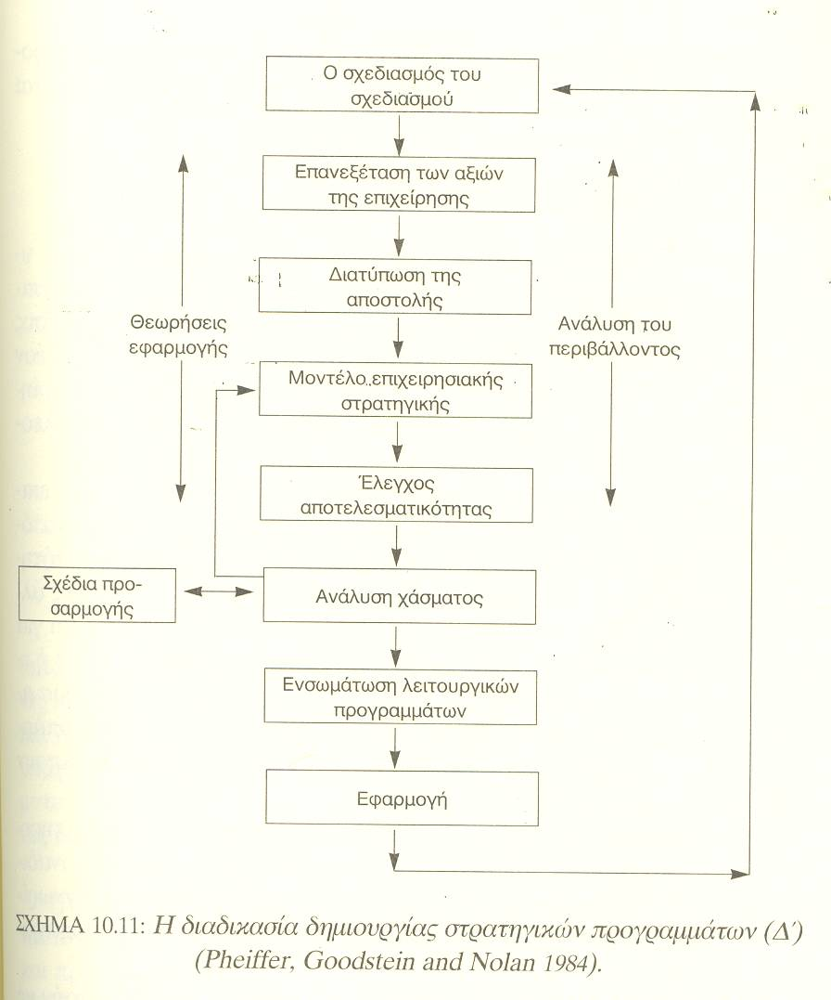 Ο σχεδιασμός του
σχεδιασμού
Επανεξέταση των αξιών
της επιχείρησης
Διατύπωση της
αποστολής
Θεωρήσεις
εφαρμογής
Ανάλυση του
περιβάλλοντος
Μοντέλο επιχειρησιακής
στρατηγικής
Έλεγχος
αποτελεσματικότητας
Σχέδια προ-
σαρμογής
Ανάλυση χάσματος
Ενσωμάτωση λειτουργικών
προγραμμάτων
Εφαρμογή
ΣΧΗΜΑ 10.11: Η διαδικασία δημιουργίας στρατηγικών προγραμμάτων (Δ΄)
(Pheiffer, Goodstein and Nolan 1984).